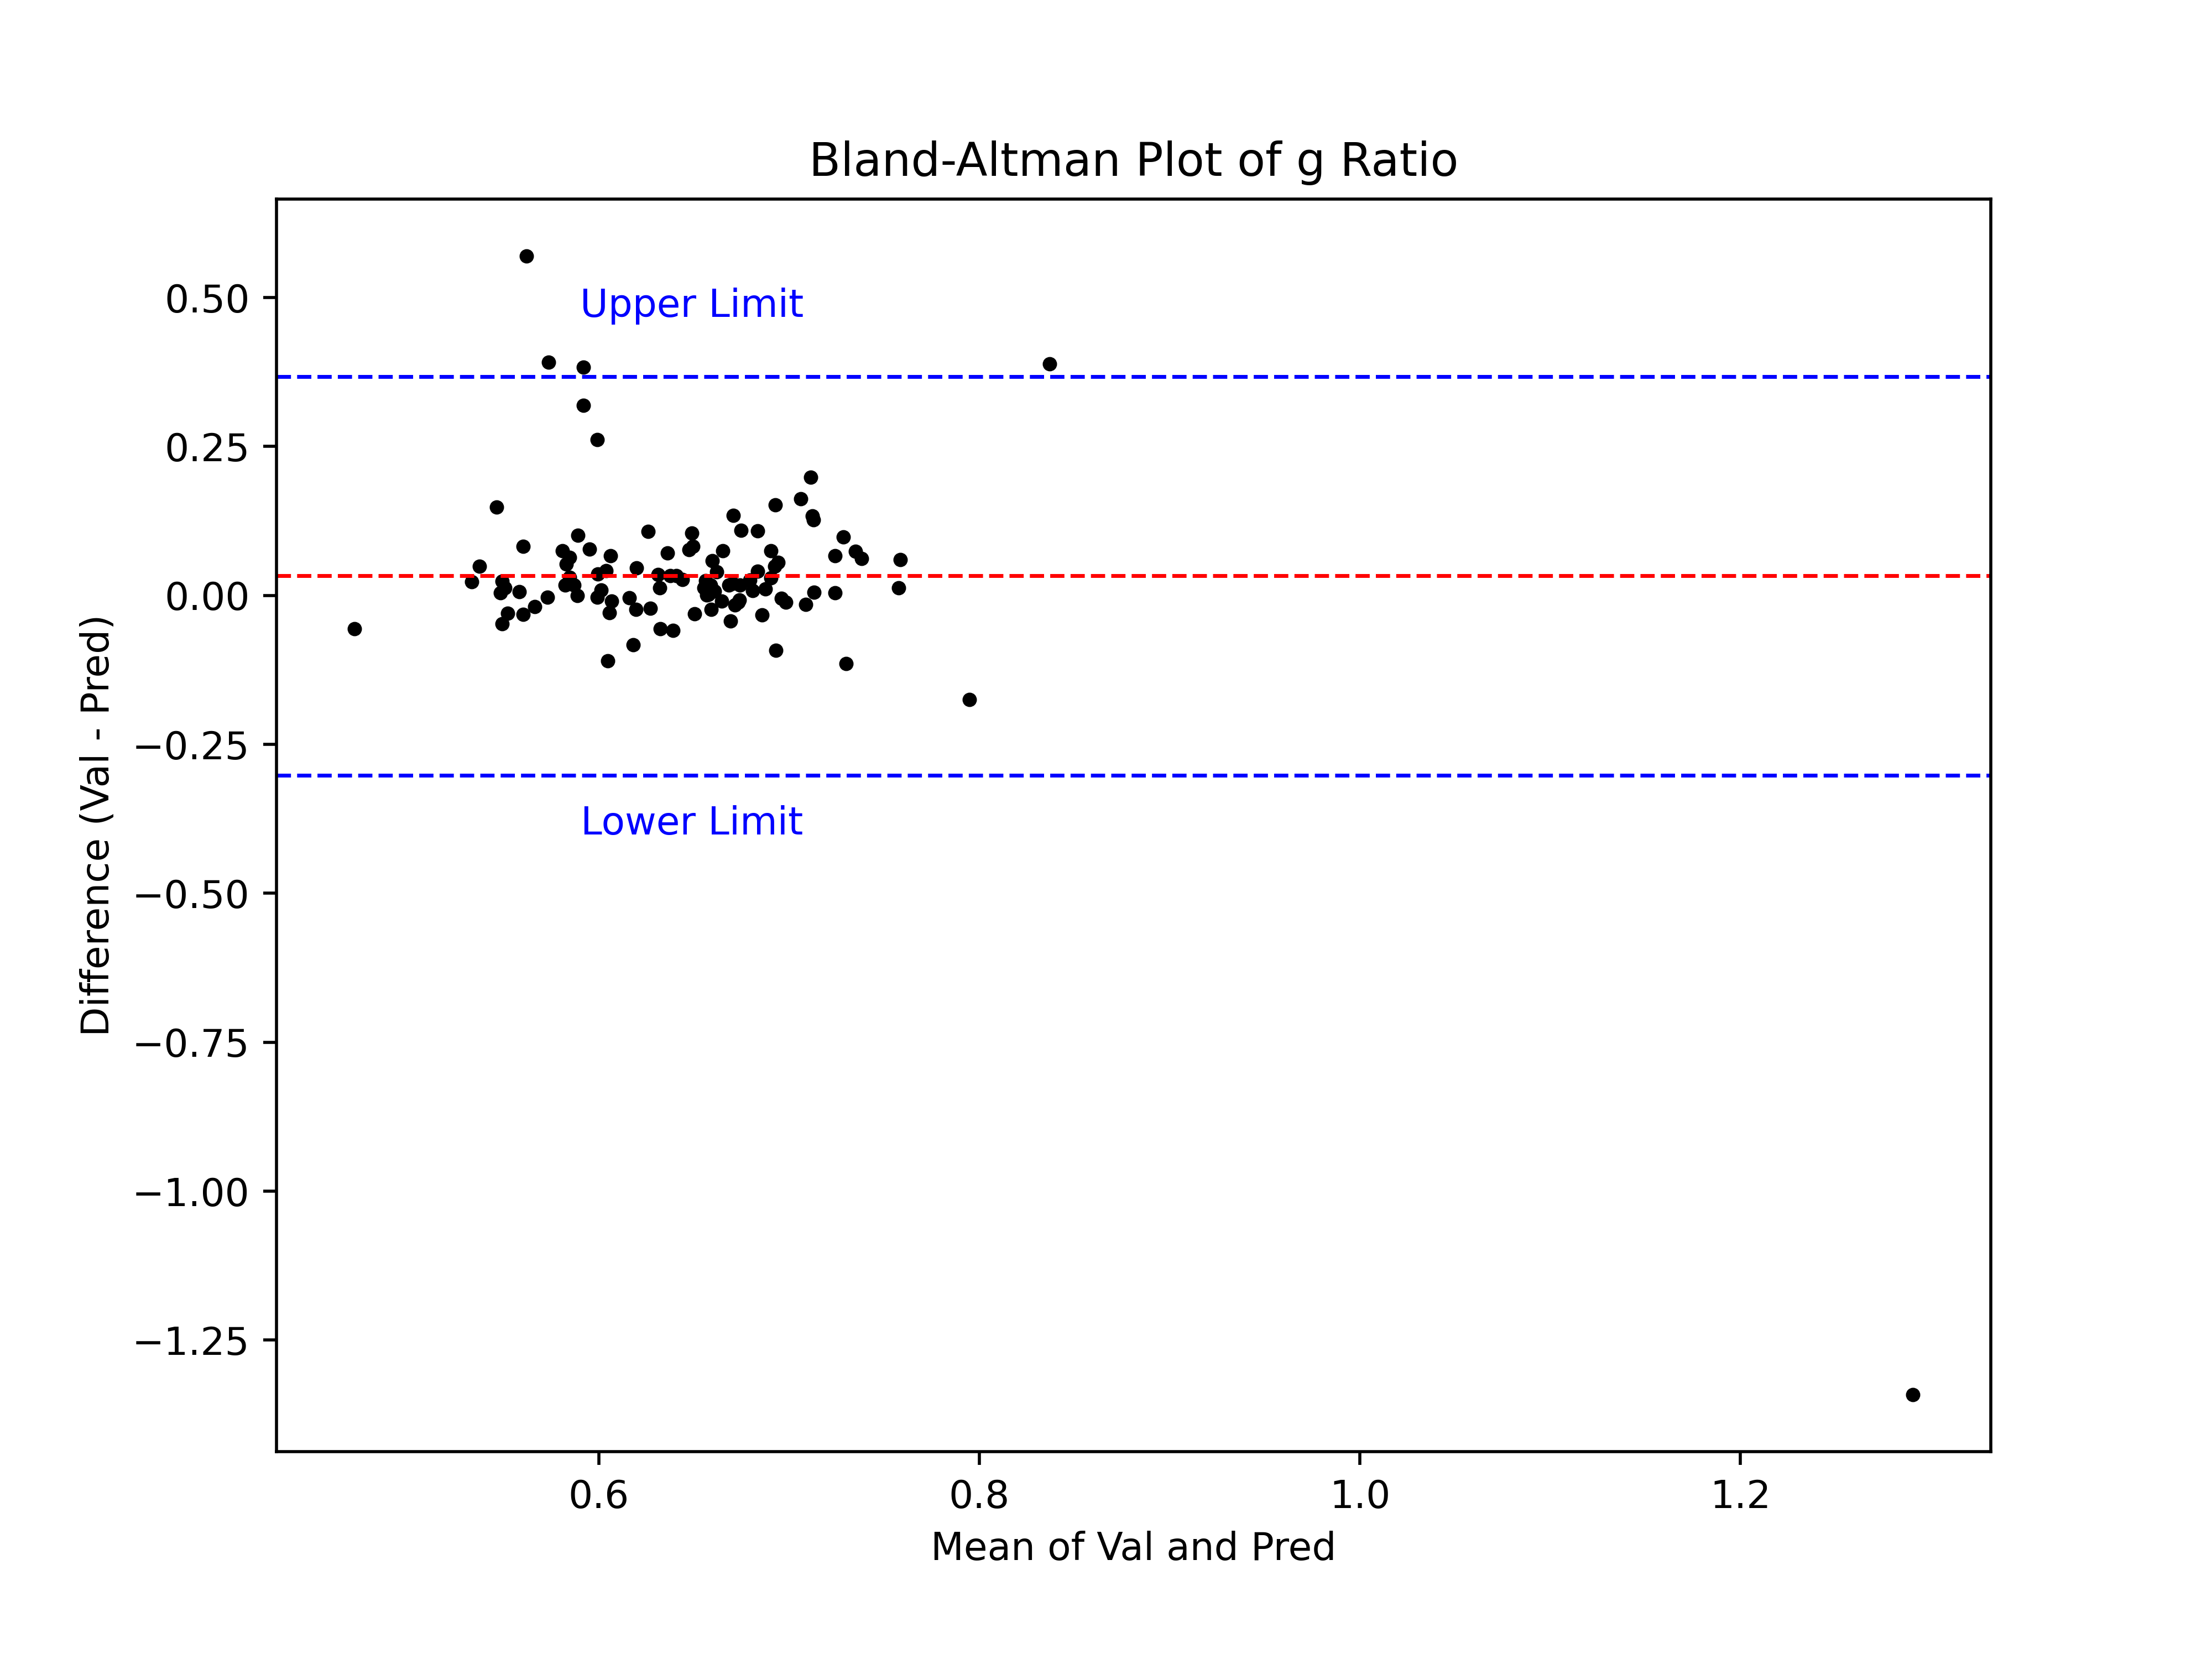 Bland-Altman Plot of g Ratio
Difference (Val - Pred)
0.50
0.25
0.00
−0.25
−0.50
−0.75
−1.00
−1.25
Upper Limit
Lower Limit
0.6 0.8 1.0 1.2
Mean of Val and Pred